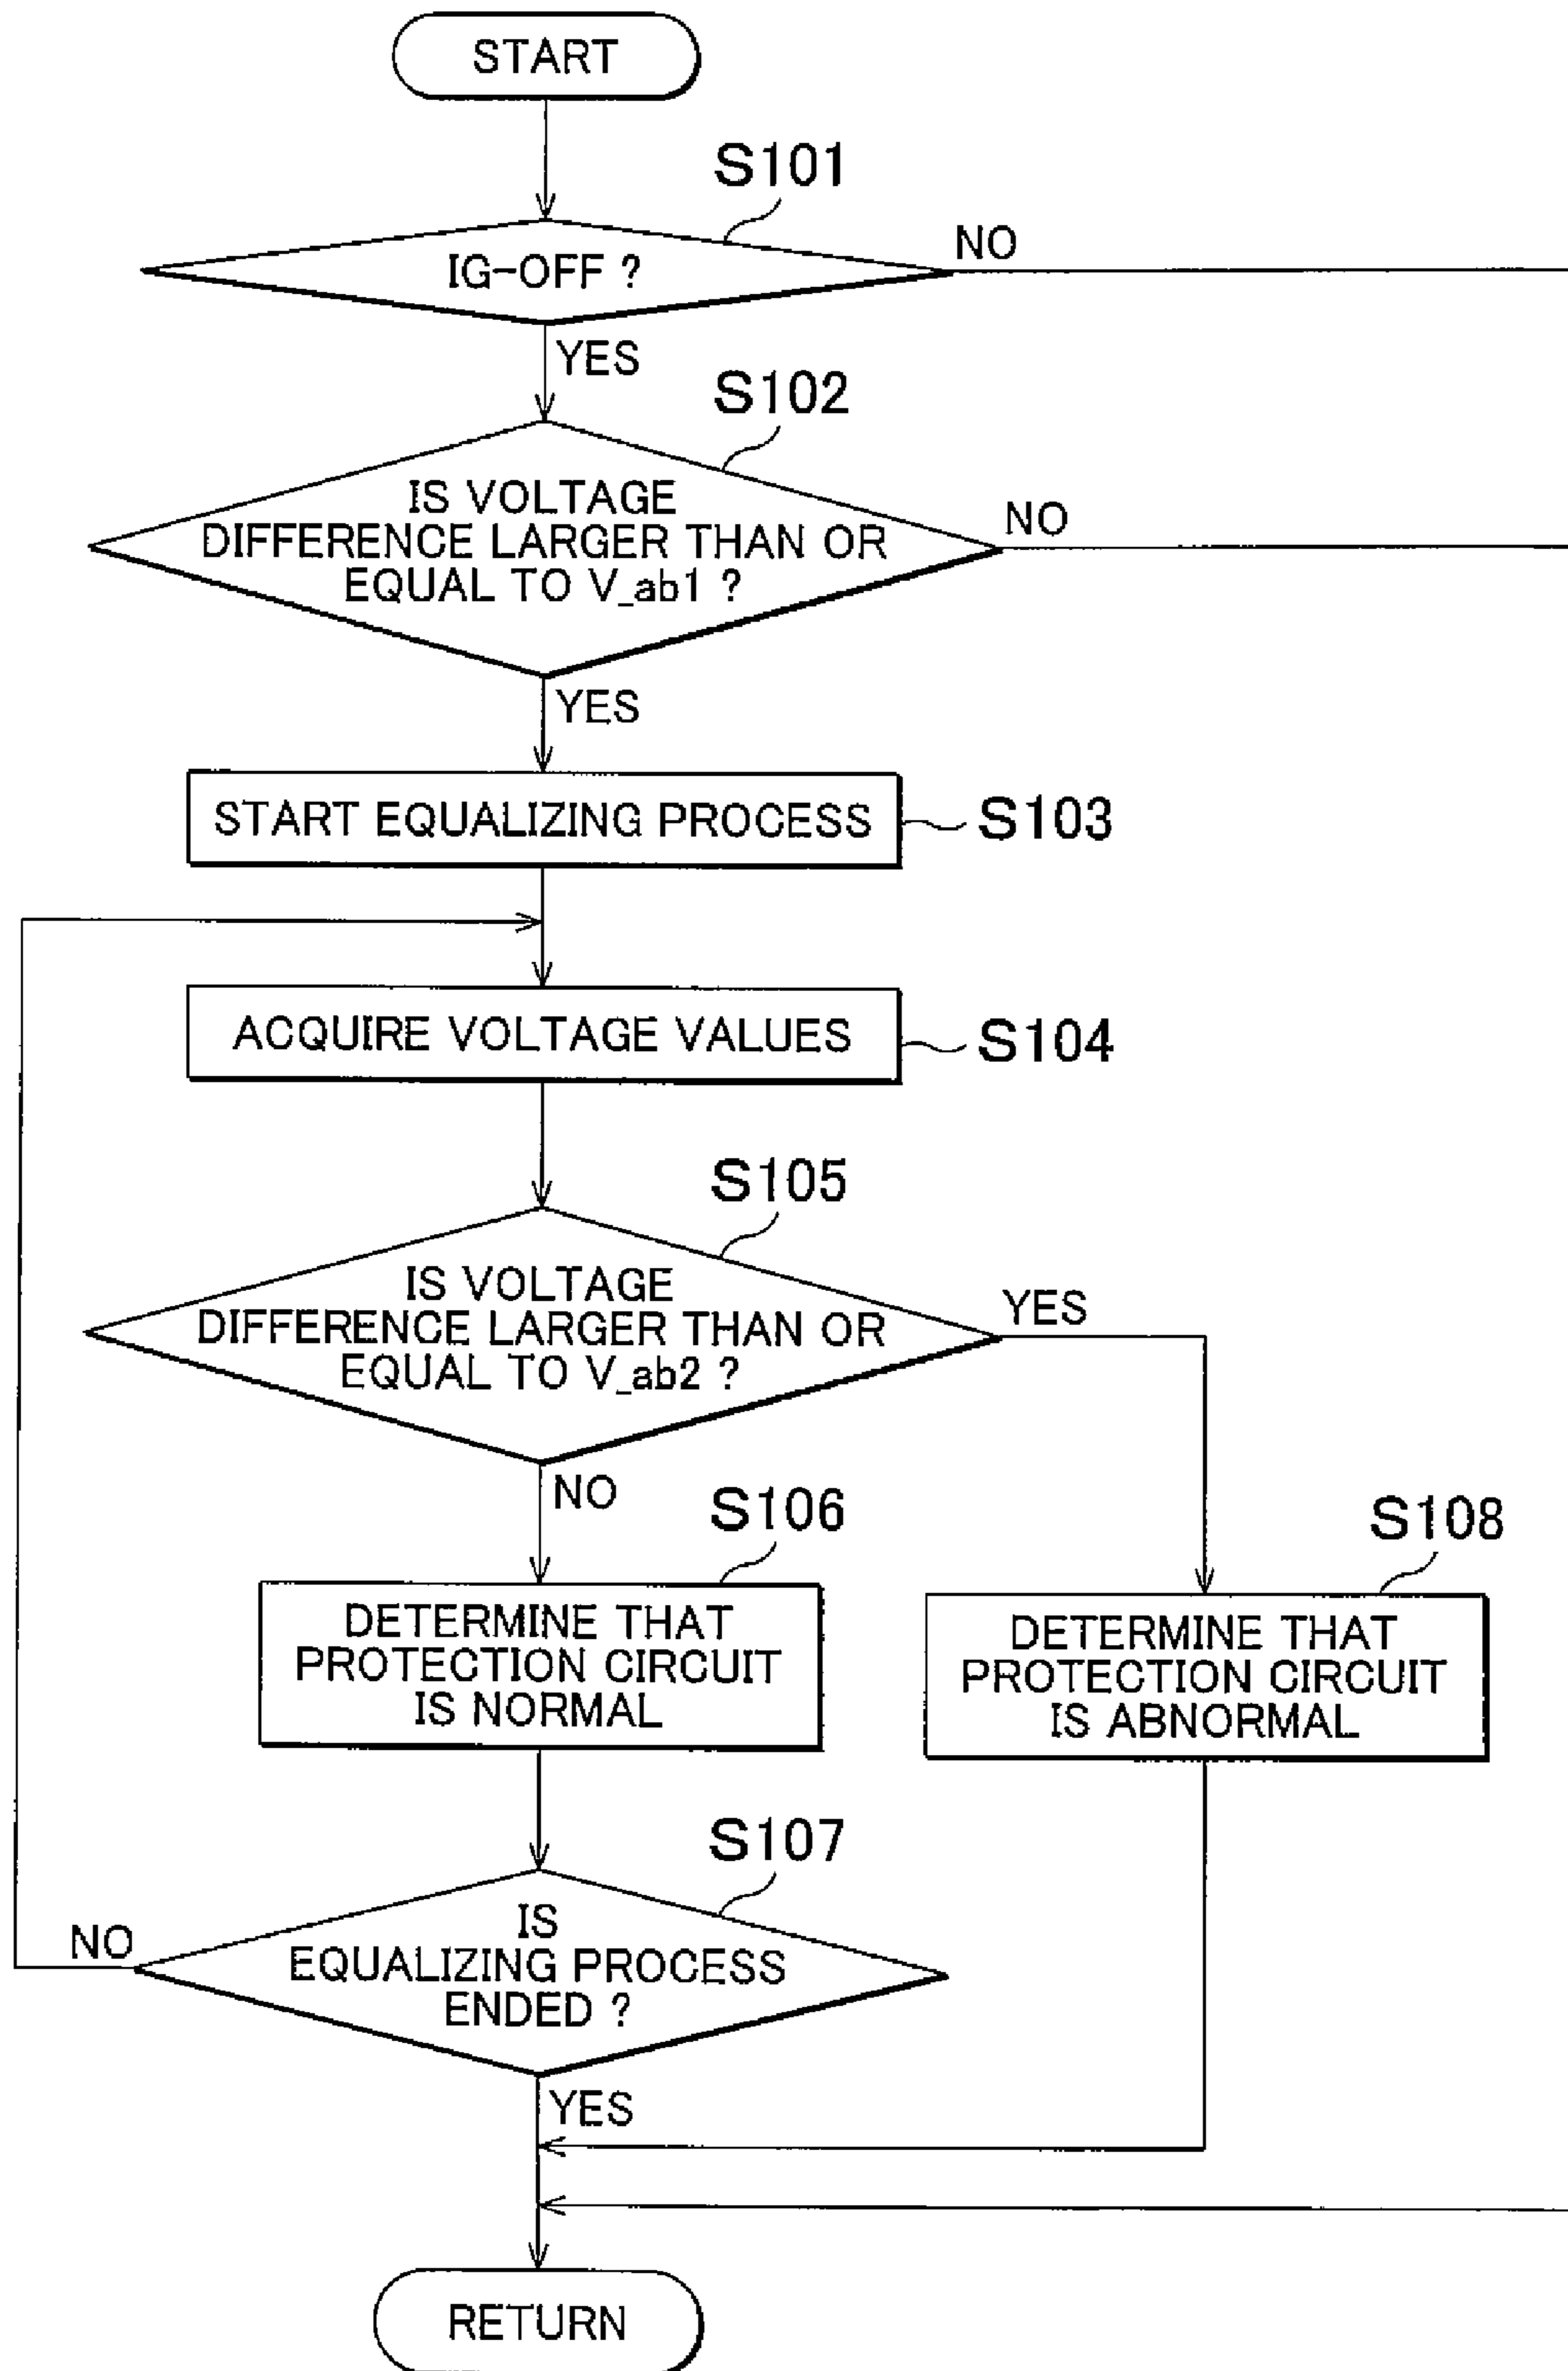 START
S101
IG-OFF ?
NO
YES
S102
IS VOLTAGE
DIFFERENCE LARGER THAN OR
EQUAL TO V_ab1 ?
NO
YES
START EQUALIZING PROCESS
S103
ACQUIRE VOLTAGE VALUES
S104
S105
IS VOLTAGE
DIFFERENCE LARGER THAN OR
EQUAL TO V_ab2 ?
YES
NO
S106
DETERMINE THAT
PROTECTION CIRCUIT
IS NORMAL
S108
DETERMINE THAT
PROTECTION CIRCUIT
IS ABNORMAL
S107
IS
EQUALIZING PROCESS
ENDED ?
NO
YES
RETURN